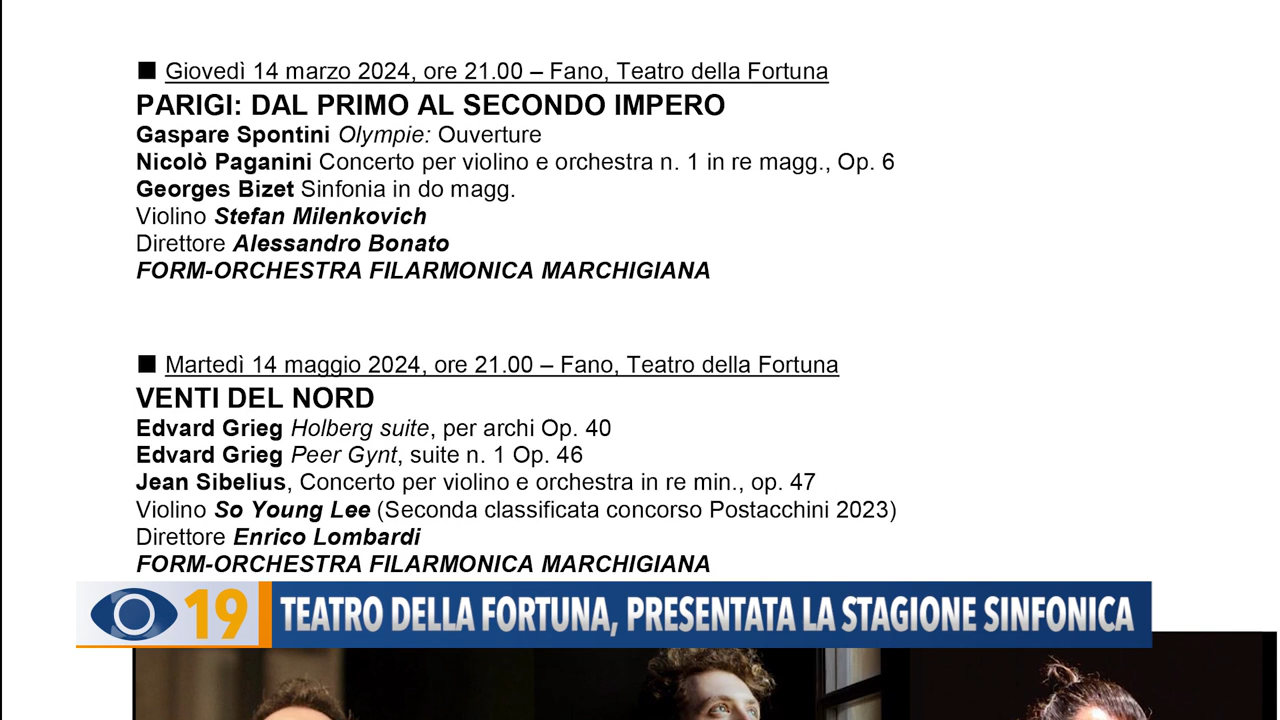 ■ Giovedì 14 marzo 2024, ore 21.00 – Fano, Teatro della Fortuna
PARIGI: DAL PRIMO AL SECONDO IMPERO
Gaspare Spontini Olympie: Ouverture
Nicolò Paganini Concerto per violino e orchestra n. 1 in re magg., Op. 6
Georges Bizet Sinfonia in do magg.
Violino Stefan Milenkovich
Direttore Alessandro Bonato
FORM-ORCHESTRA FILARMONICA MARCHIGIANA
■ Martedì 14 maggio 2024, ore 21.00 – Fano, Teatro della Fortuna
VENTI DEL NORD
Edvard Grieg Holberg suite, per archi Op. 40
Edvard Grieg Peer Gynt, suite n. 1 Op. 46
Jean Sibelius, Concerto per violino e orchestra in re min., op. 47
Violino So Young Lee (Seconda classificata concorso Postacchini 2023)
Direttore Enrico Lombardi
FORM-ORCHESTRA FILARMONICA MARCHIGIANA
19 TEATRO DELLA FORTUNA, PRESENTATA LA STAGIONE SINFONICA